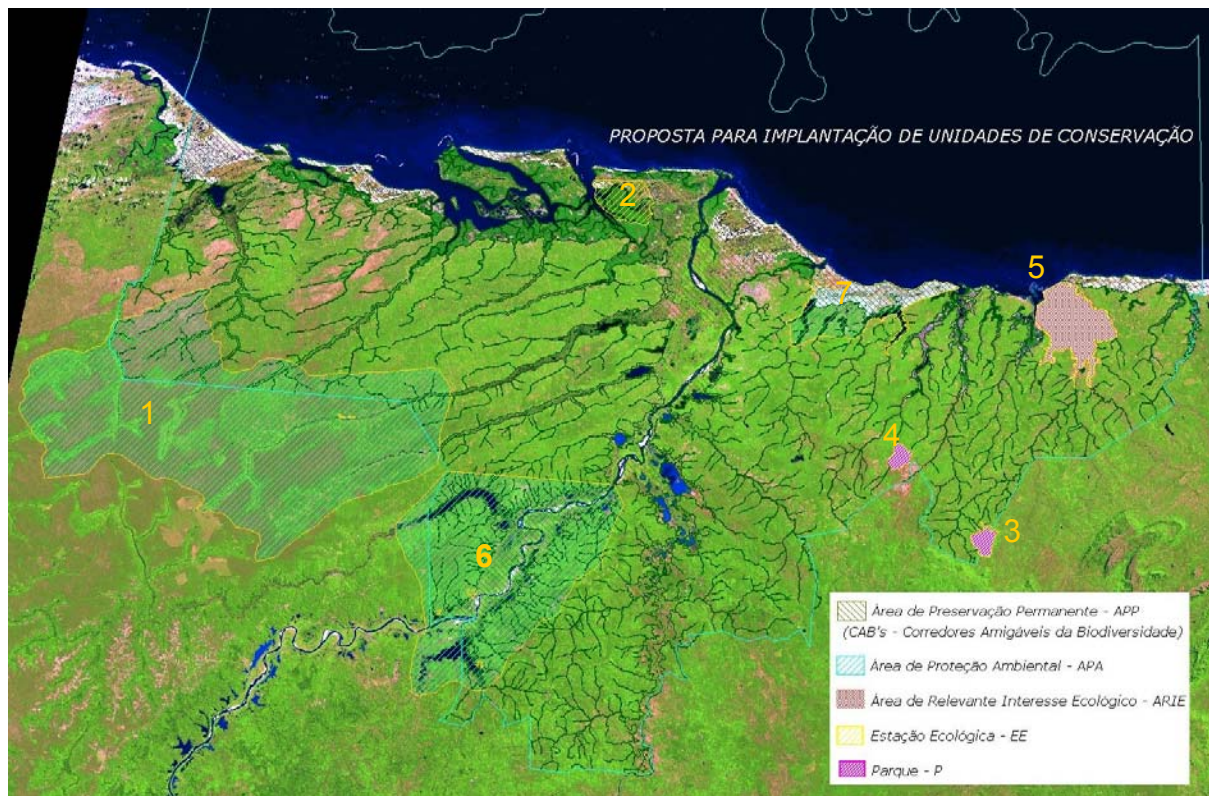 PROPOSTA PARA IMPLANTAÇÃO DE UNIDADES DE CONSERVAÇÃO
2
5
7
1
4
3
6
Área de Preservação Permanente - APP
(CAB's - Corredores Amigáveis da Biodiversidade)
Área de Proteção Ambiental - APA
Área de Relevante Interesse Ecológico - ARIE
Estação Ecológica - EE
Parque - P